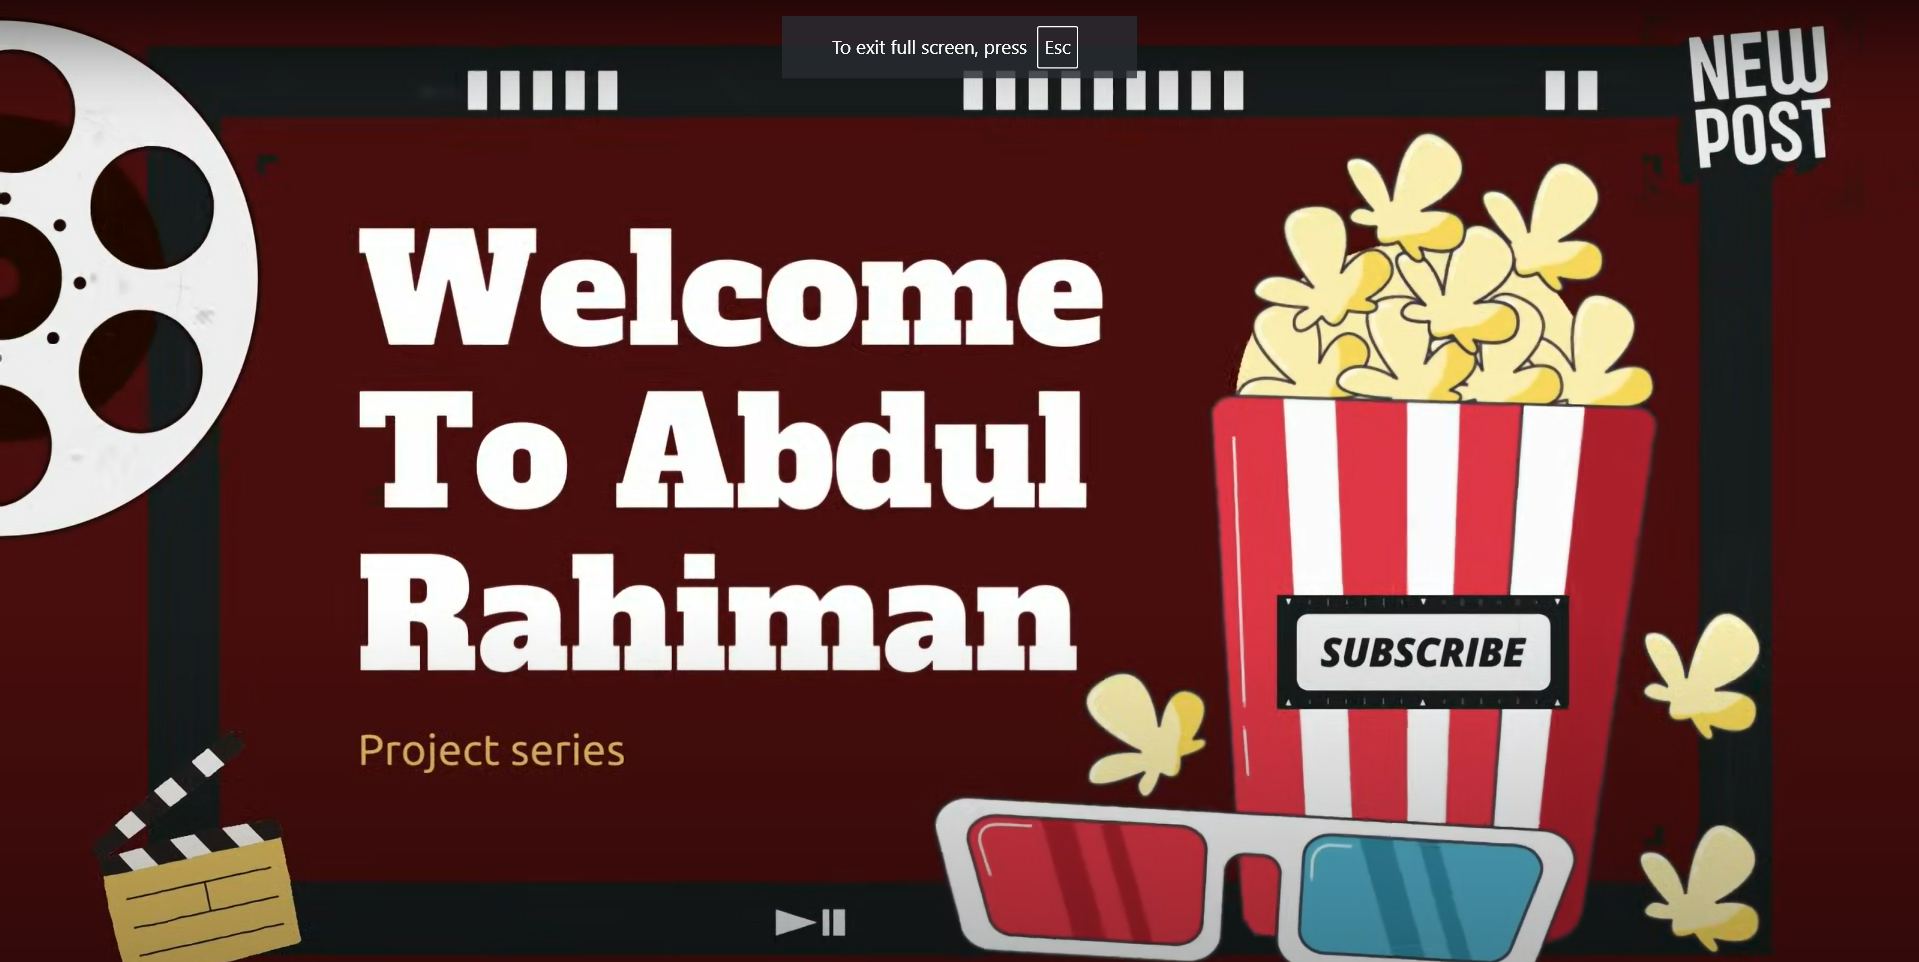 To exit full screen, press Esc
NEW
POST
Welcome
To Abdul
Rahiman
SUBSCRIBE
Project series